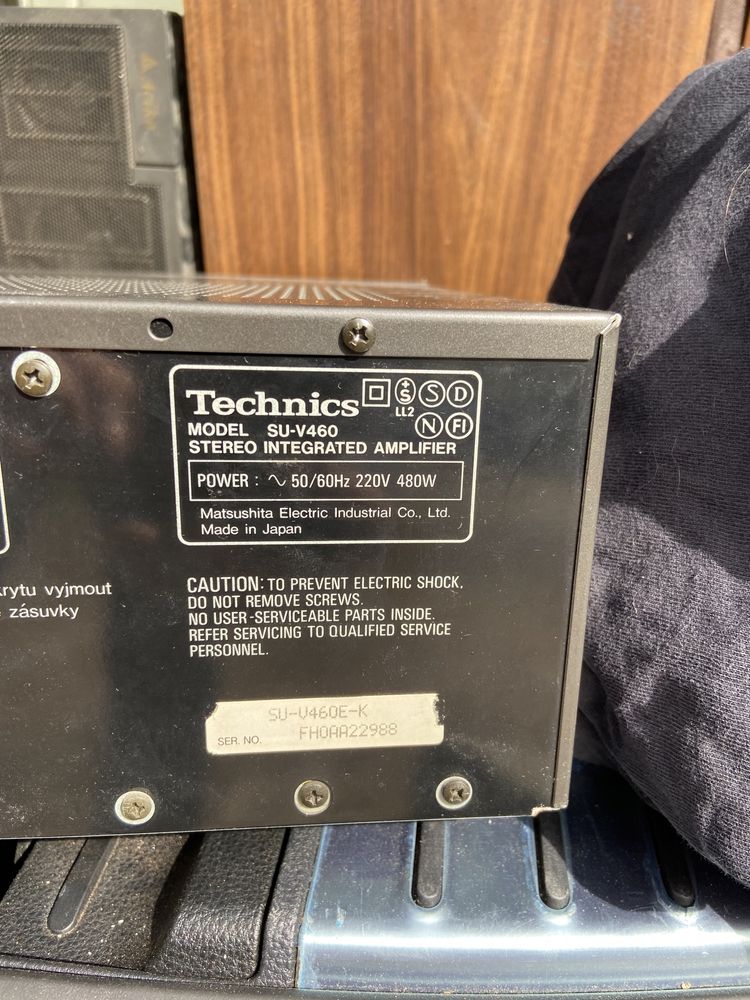 Technics
LL2
S D
N FI
MODEL SU-V460
STEREO INTEGRATED AMPLIFIER
POWER : ∿ 50/60Hz 220V 480W
Matsushita Electric Industrial Co., Ltd.
Made in Japan
krytu vyjmout
zásuvky
CAUTION: TO PREVENT ELECTRIC SHOCK,
DO NOT REMOVE SCREWS.
NO USER-SERVICEABLE PARTS INSIDE.
REFER SERVICING TO QUALIFIED SERVICE
PERSONNEL.
SU-V460E-K
SER. NO. FH0AA22988